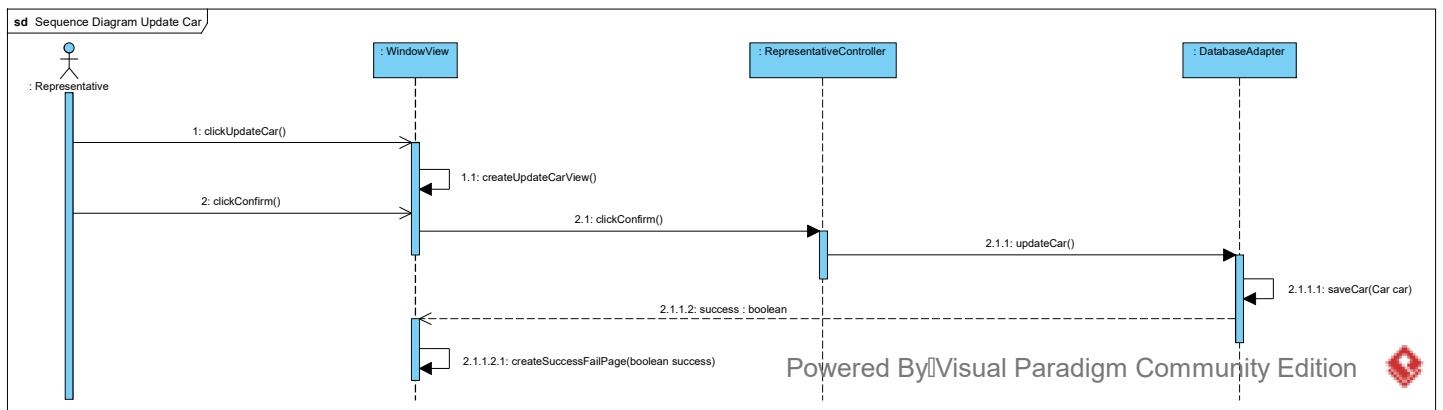 sd Sequence Diagram Update Car
: Representative
: WindowView
: RepresentativeController
: DatabaseAdapter
1: clickUpdateCar()
1.1: createUpdateCarView()
2: clickConfirm()
2.1: clickConfirm()
2.1.1: updateCar()
2.1.1.1: saveCar(Car car)
2.1.1.2: success : boolean
2.1.1.2.1: createSuccessFailPage(boolean success)
Powered By Visual Paradigm Community Edition